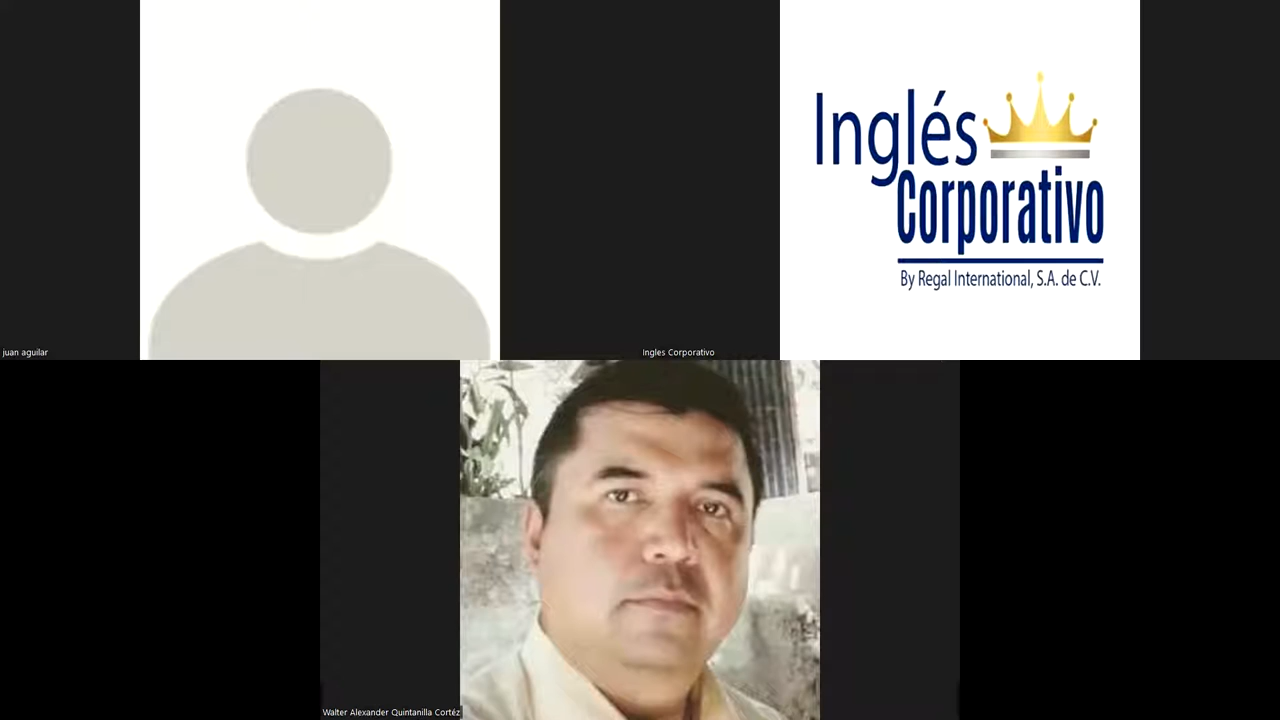 Inglés
Corporativo
By Regal International, S.A. de C.V.
juan aguilar
Ingles Corporativo
Walter Alexander Quintanilla Cortéz